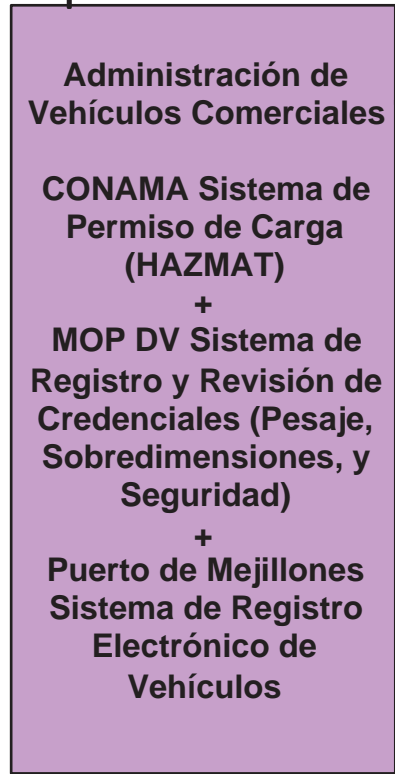 Administración de
Vehículos Comerciales
CONAMA Sistema de
Permiso de Carga
(HAZMAT)
+
MOP DV Sistema de
Registro y Revisión de
Credenciales (Pesaje,
Sobredimensiones, y
Seguridad)
+
Puerto de Mejillones
Sistema de Registro
Electrónico de
Vehículos